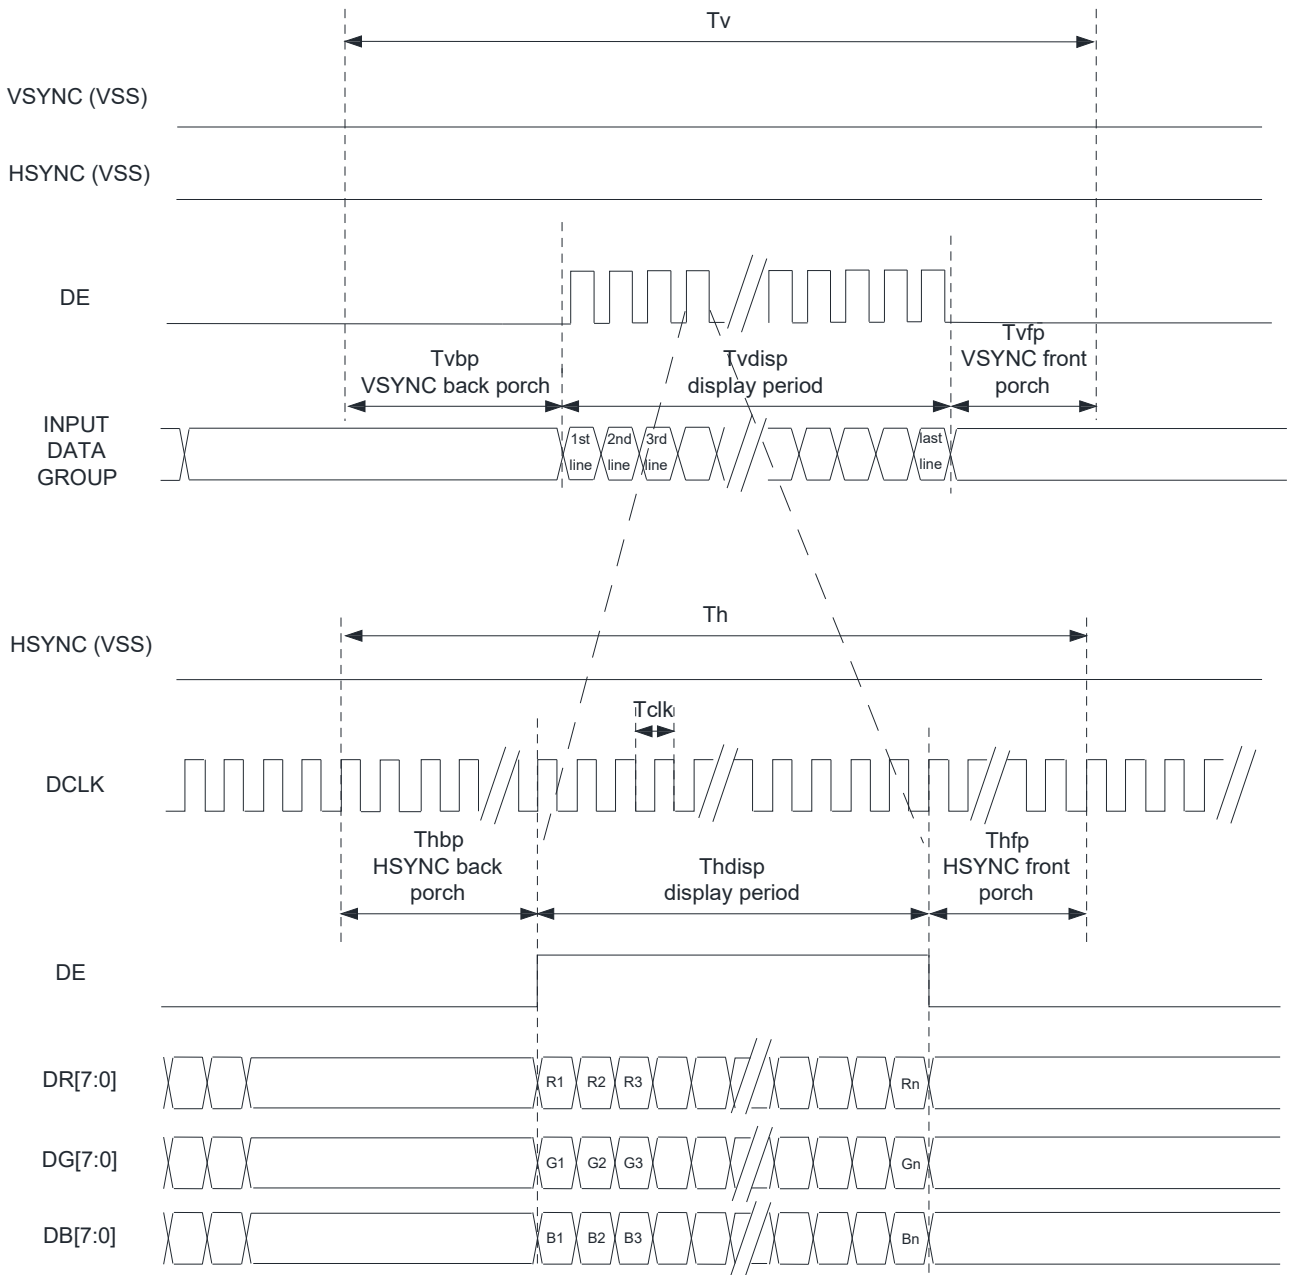 Tv
VSYNC (VSS)
HSYNC (VSS)
DE
Tvbp
VSYNC back porch
Tvdisp
display period
Tvfp
VSYNC front
porch
INPUT
DATA
GROUP
1st
line
2nd
line
3rd
line
last
line
Th
HSYNC (VSS)
Tclk
DCLK
Thbp
HSYNC back
porch
Thdisp
display period
Thfp
HSYNC front
porch
DE
DR[7:0]
R1 R2 R3 Rn
DG[7:0]
G1 G2 G3 Gn
DB[7:0]
B1 B2 B3 Bn